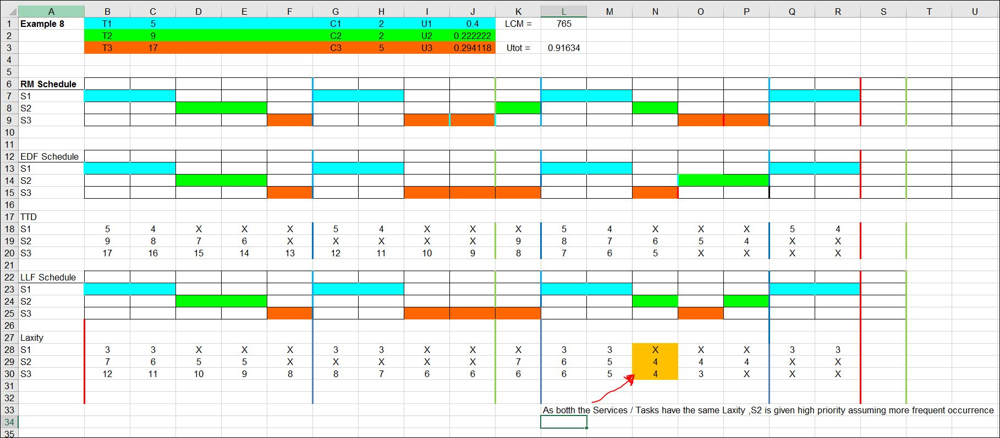 A B C D E F G H I J K L M N O P Q R S T U
1 Example 8 T1 5 C1 2 U1 0.4 LCM = 765
2 T2 9 C2 2 U2 0.222222
3 T3 17 C3 5 U3 0.294118 Utot = 0.91634
4
5
6 RM Schedule
7 S1
8 S2
9 S3
10
11
12 EDF Schedule
13 S1
14 S2
15 S3
16
17 TTD
18 S1 5 4 X X X 5 4 X X X 5 4 X X X 5 4
19 S2 9 8 7 6 X X X X X 9 8 7 6 5 4 X X
20 S3 17 16 15 14 13 12 11 10 9 8 7 6 5 X X X X
21
22 LLF Schedule
23 S1
24 S2
25 S3
26
27 Laxity
28 S1 3 3 X X X 3 3 X X X 3 3 X X X 3 3
29 S2 7 6 5 5 X X X X X 7 6 5 4 4 4 X X
30 S3 12 11 10 9 8 8 7 6 6 6 6 5 4 3 X X X
31
32
33 As botth the Services / Tasks have the same Laxity ,S2 is given high priority assuming more frequent occurrence
34
35